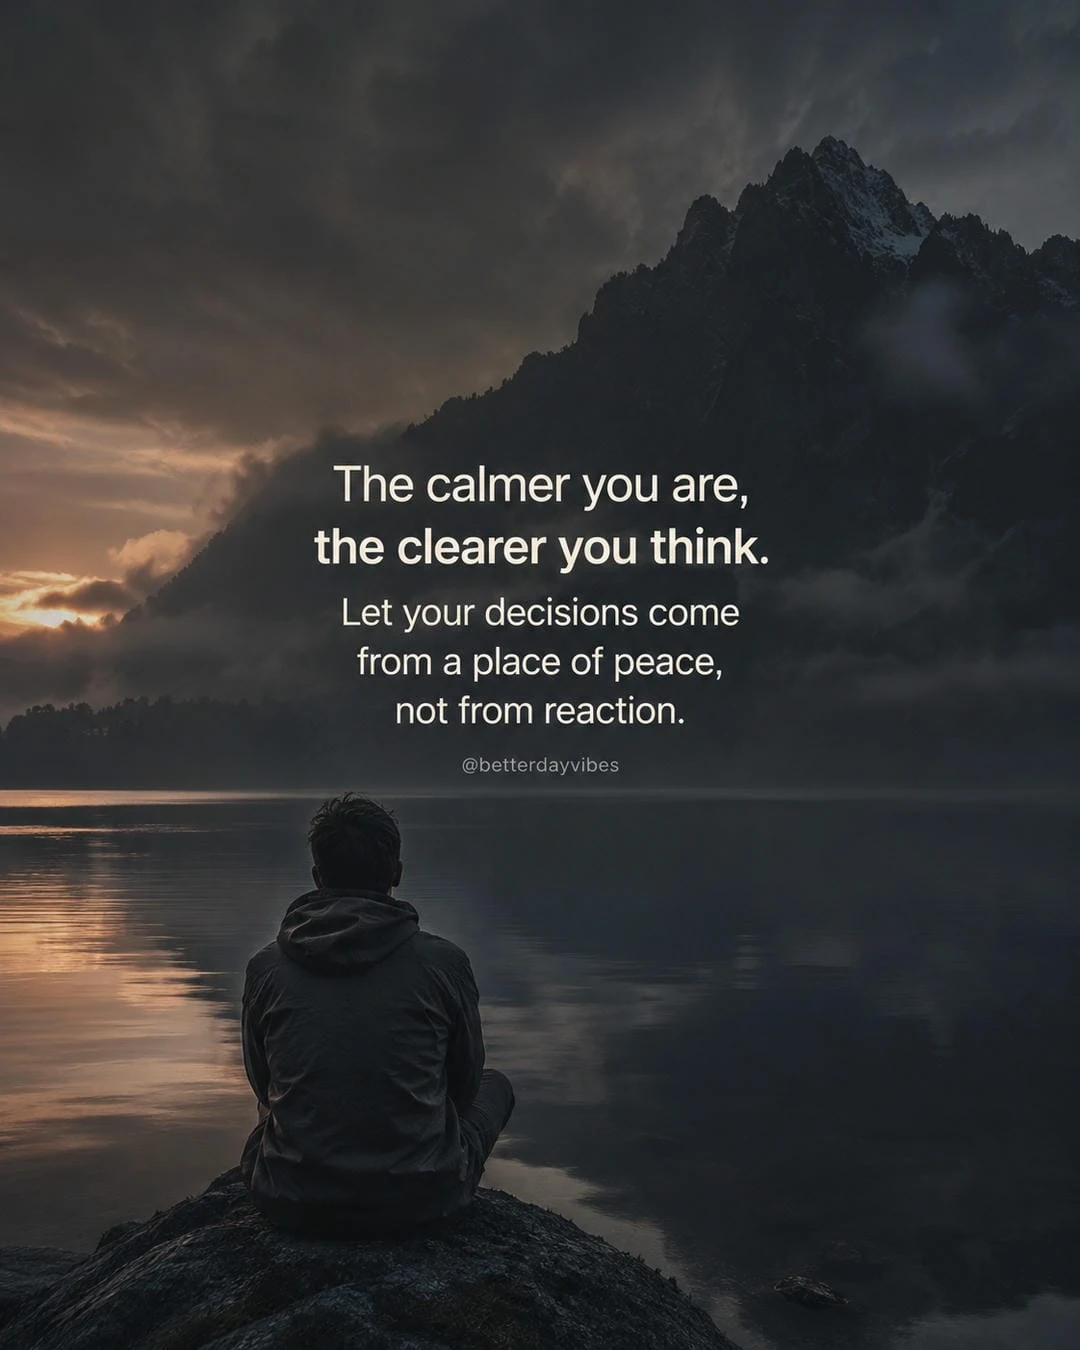 The calmer you are,
the clearer you think.
Let your decisions come
from a place of peace,
not from reaction.
@betterdayvibes